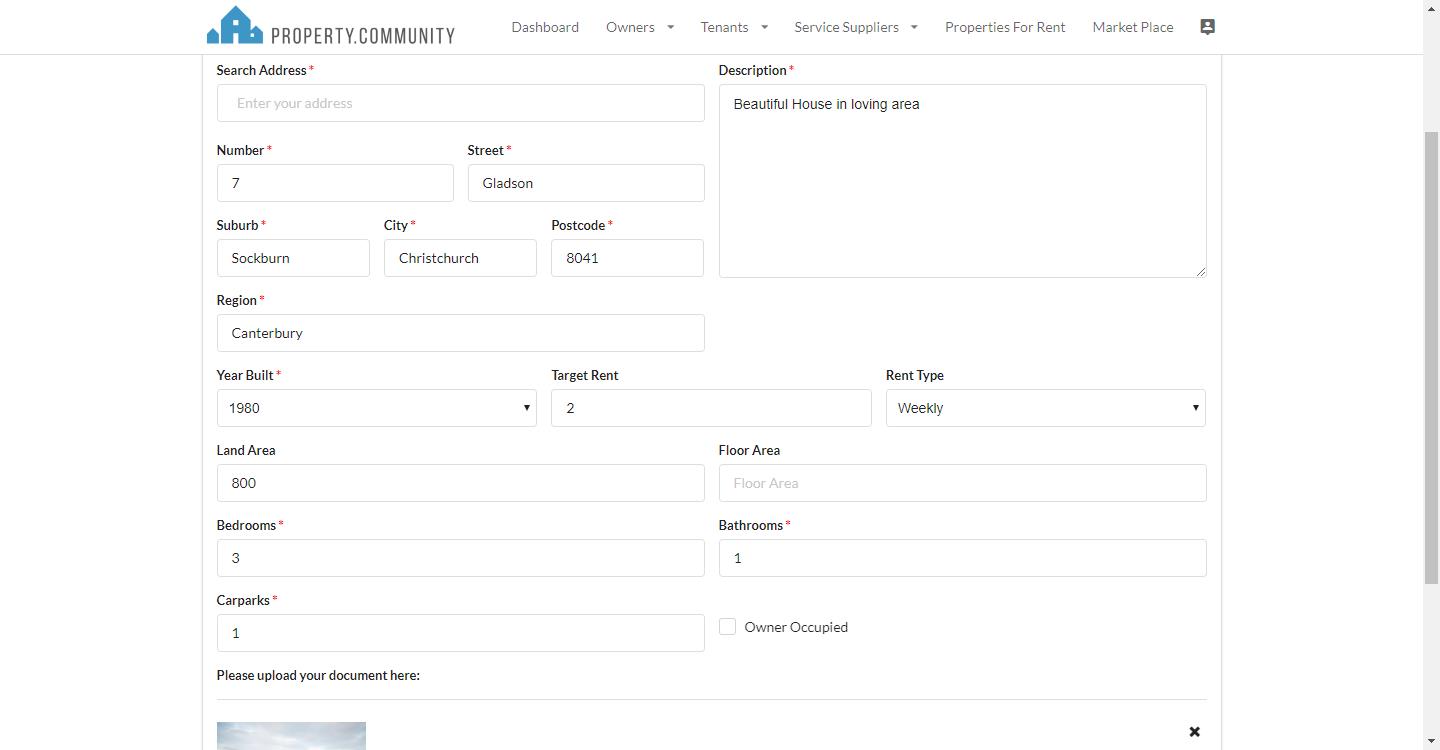 PROPERTY.COMMUNITY
Dashboard Owners Tenants Service Suppliers Properties For Rent Market Place
Search Address *
Enter your address
Description *
Beautiful House in loving area
Number * Street *
7 Gladson
Suburb * City * Postcode *
Sockburn Christchurch 8041
Region *
Canterbury
Year Built * Target Rent Rent Type
1980 2 Weekly
Land Area Floor Area
800 Floor Area
Bedrooms * Bathrooms *
3 1
Carparks *
1 Owner Occupied
Please upload your document here: